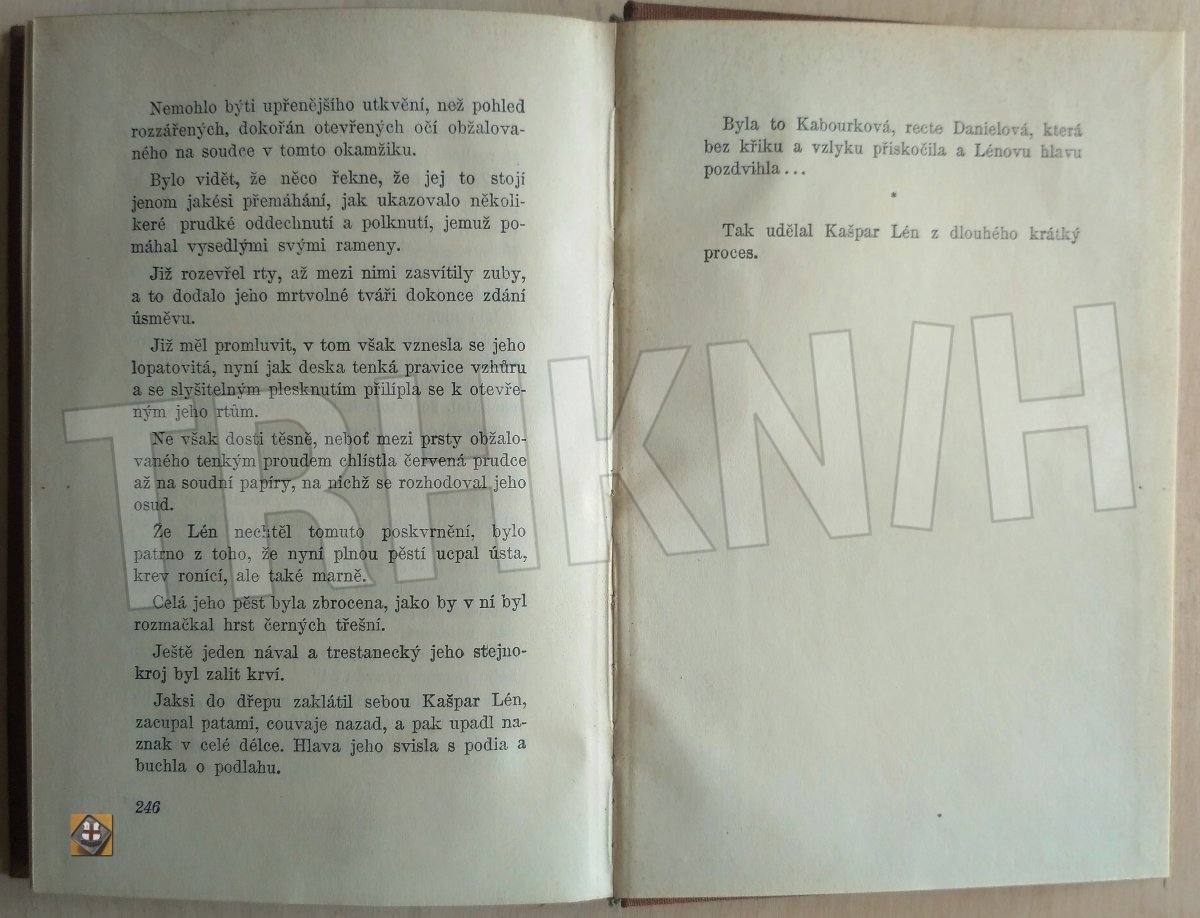 Nemohlo býti upřenějšího utkvění, než pohled
rozzářených, dokořán otevřených očí obžalova-
ného na soudce v tomto okamžiku.
Bylo vidět, že něco řekne, že jej to stojí
jenom jakési přemáhání, jak ukazovalo několi-
keré prudké oddechnutí a polknutí, jemuž po-
máhal vysedlými svými rameny.
Již rozevřel rty, až mezi nimi zasvítily zuby,
a to dodalo jeho mrtvolné tváři dokonce zdání
úsměvu.
Již měl promluvit, v tom však vznesla se jeho
lopatovitá, nyní jak deska tenká pravice vzhůru
a se slyšitelným plesknutím přilípla se k otevře-
ným jeho rtům.
Ne však dosti těsně, neboť mezi prsty obžalo-
vaného tenkým proudem chlístla červená prudce
až na soudní papíry, na nichž se rozhodoval jeho
osud.
Že Lén nechtěl tomuto poskvrnění, bylo
patrno z toho, že nyní plnou pěstí ucpal ústa,
krev ronící, ale také marně.
Celá jeho pěst byla zbrocena, jako by v ní byl
rozmačkal hrst černých třešní.
Ještě jeden nával a trestanecký jeho stejno-
kroj byl zalit krví.
Jaksi do dřepu zaklátil sebou Kašpar Lén,
zacupal patami, couvaje nazad, a pak upadl na-
znak v celé délce. Hlava jeho svisla s podia a
buchla o podlahu.
246
Byla to Kabourková, recte Danielová, která
bez křiku a vzlyku přiskočila a Lénovu hlavu
pozdvihla...
*
Tak udělal Kašpar Lén z dlouhého krátký
proces.
TRHKNIH